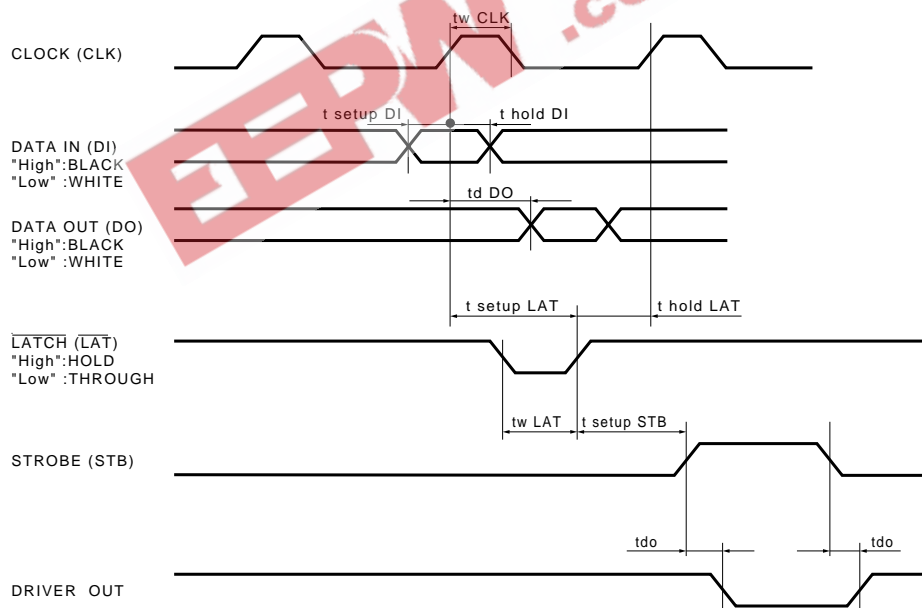 tw CLK
CLOCK (CLK)
t setup DI
t hold DI
DATA IN (DI)
"High":BLACK
"Low" :WHITE
td DO
DATA OUT (DO)
"High":BLACK
"Low" :WHITE
t setup LAT
t hold LAT
LATCH (LAT)
"High":HOLD
"Low" :THROUGH
tw LAT
t setup STB
STROBE (STB)
tdo
tdo
DRIVER OUT
EEPW
.co